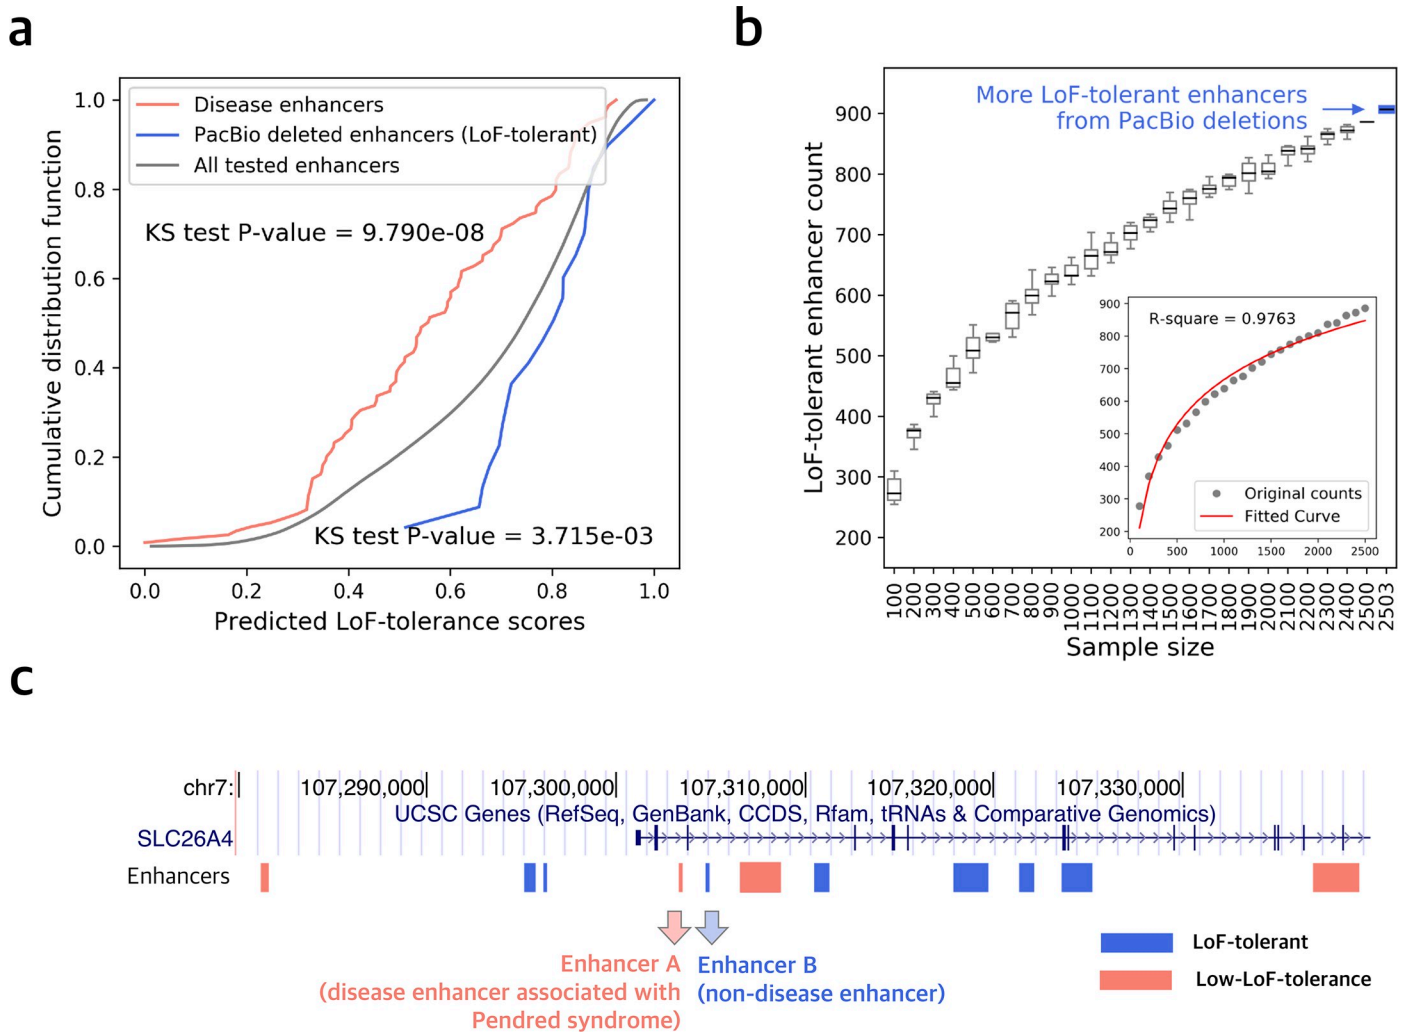 a
1.0
0.8
0.6
0.4
0.2
0.0
Cumulative distribution function
Disease enhancers
PacBio deleted enhancers (LoF-tolerant)
All tested enhancers
KS test P-value = 9.790e-08
KS test P-value = 3.715e-03
0.0 0.2 0.4 0.6 0.8 1.0
Predicted LoF-tolerance scores
b
900
800
700
600
500
400
300
200
LoF-tolerant enhancer count
More LoF-tolerant enhancers
from PacBio deletions
900
800
700
600
500
400
300
200
R-square = 0.9763
Original counts
Fitted Curve
0 500 1000 1500 2000 2500
100 200 300 400 500 600 700 800 900 1000 1100 1200 1300 1400 1500 1600 1700 1800 1900 2000 2100 2200 2300 2400 2500 2503
Sample size
c
chr7: 107,290,000 107,300,000 107,310,000 107,320,000 107,330,000
UCSC Genes (RefSeq, GenBank, CCDS, Rfam, tRNAs & Comparative Genomics)
SLC26A4
Enhancers
Enhancer A
(disease enhancer associated with
Pendred syndrome)
Enhancer B
(non-disease enhancer)
LoF-tolerant
Low-LoF-tolerance